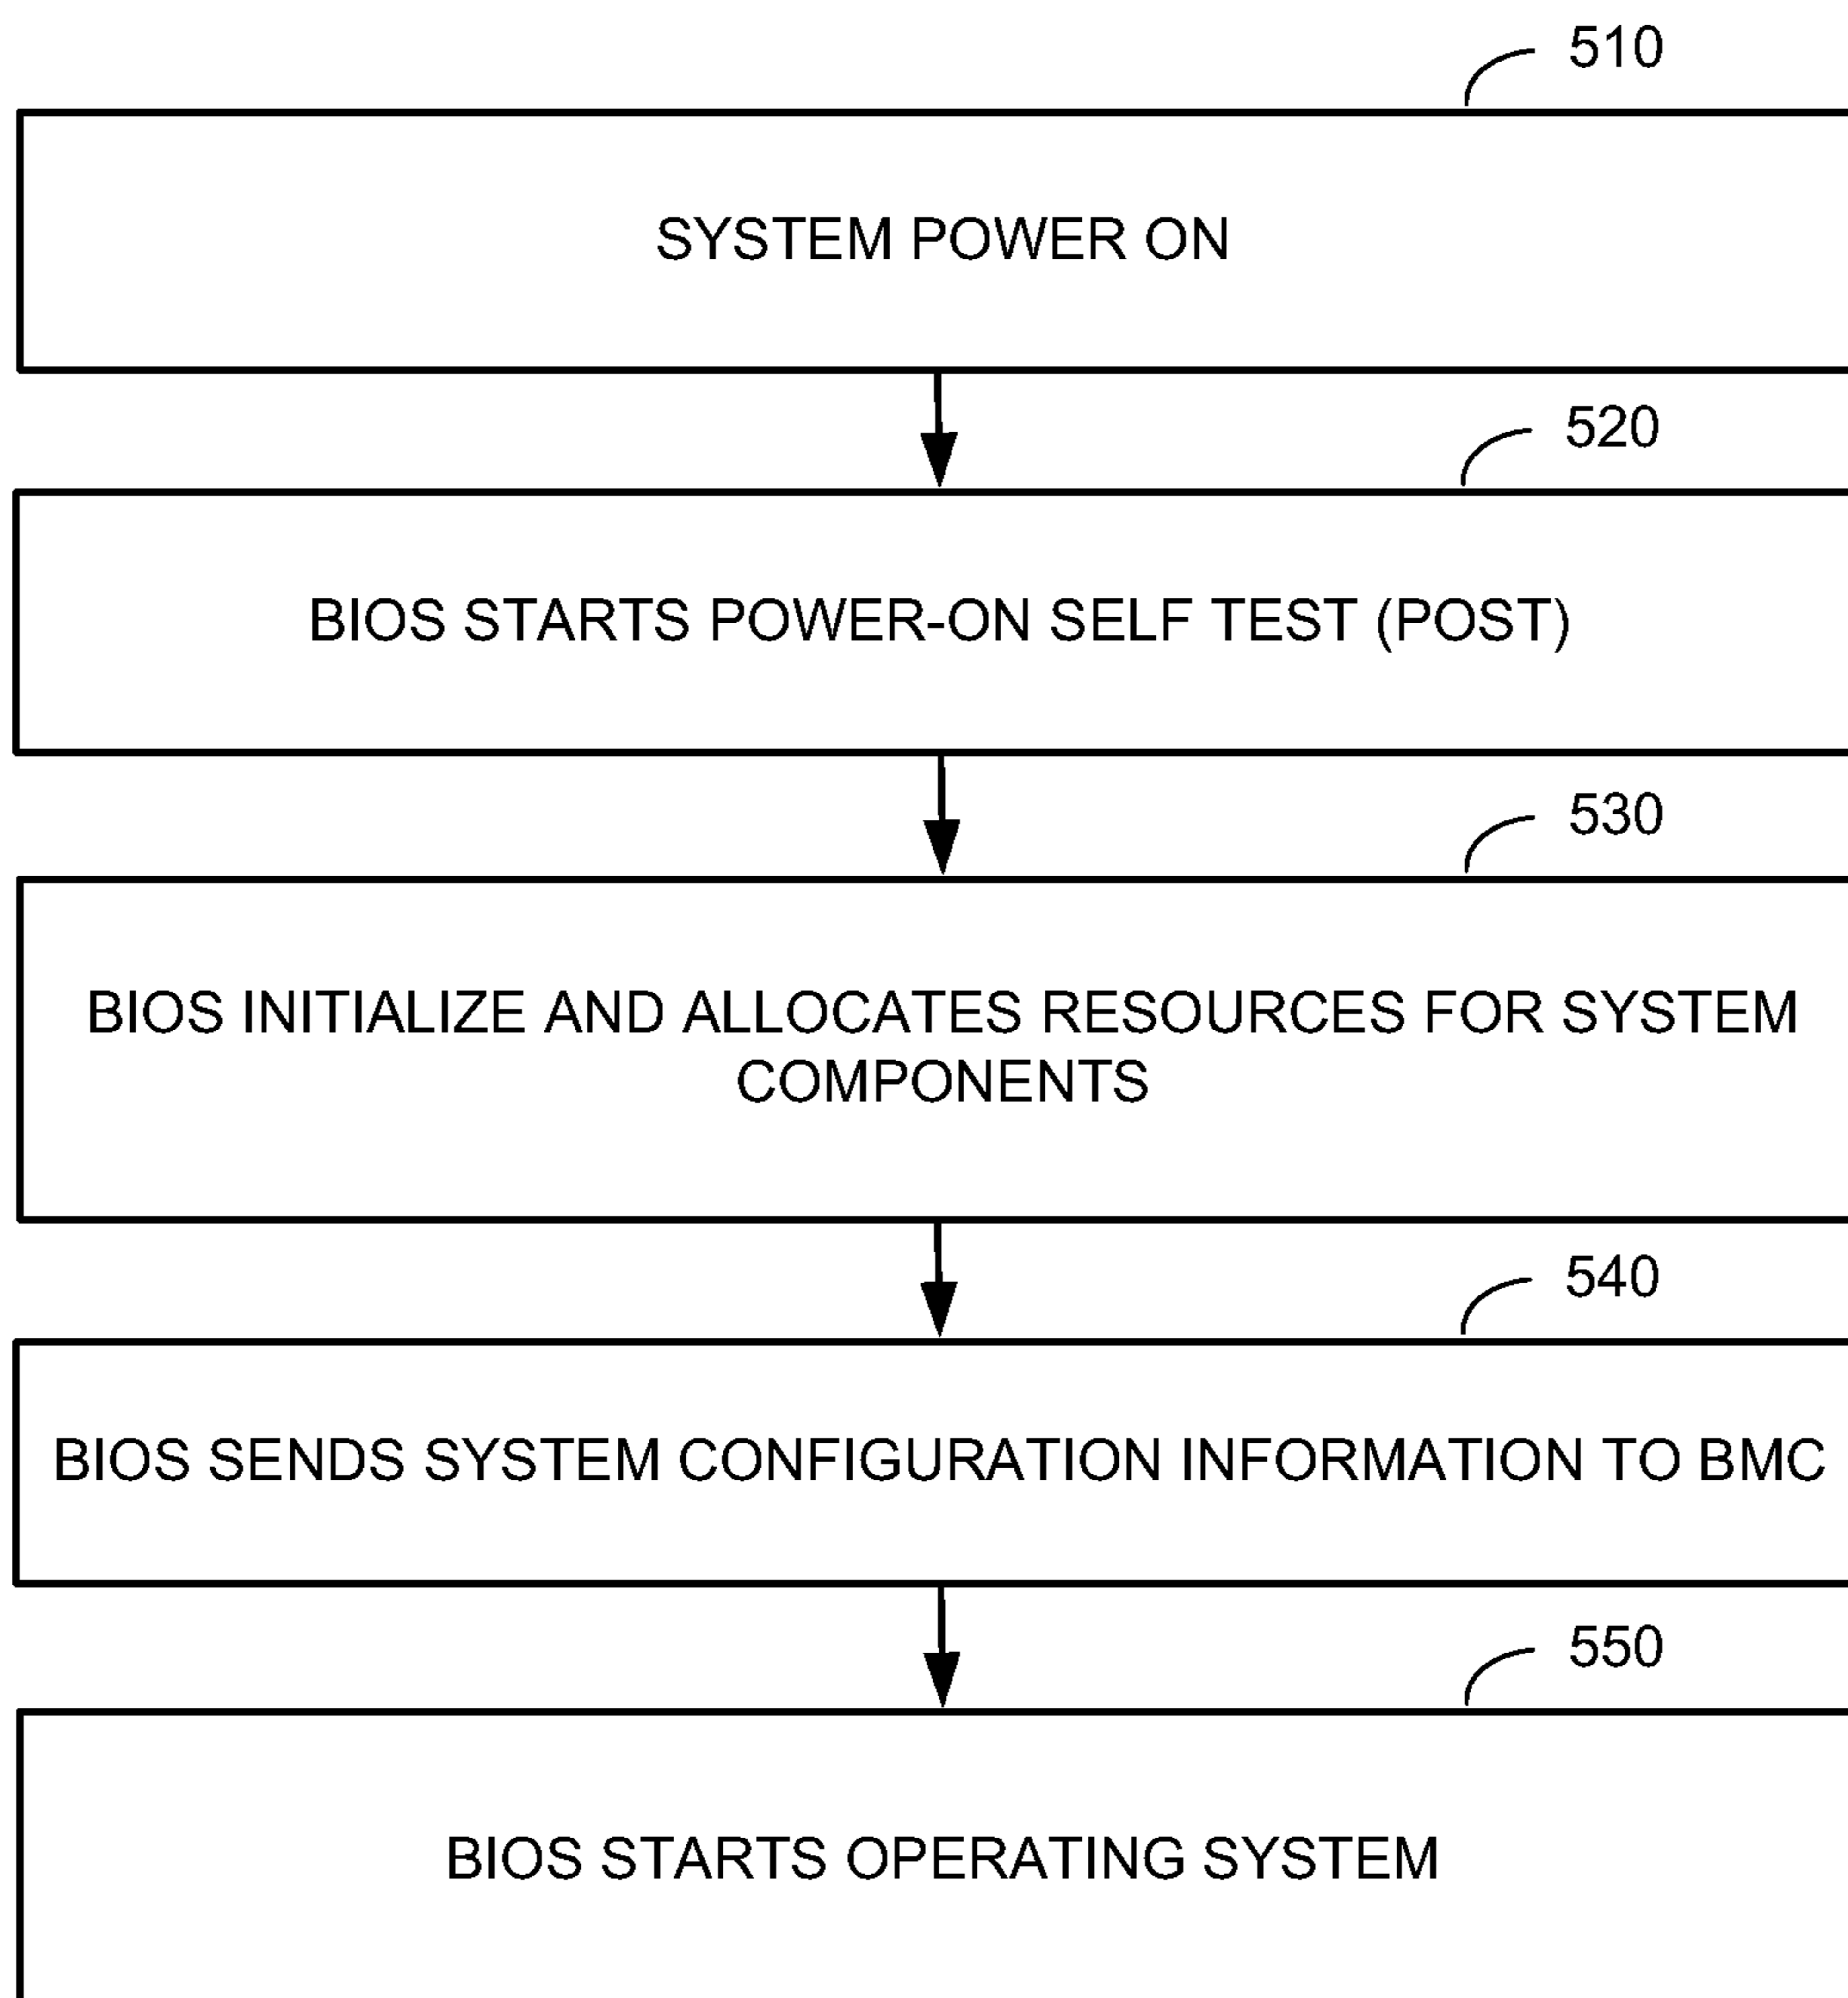 510
SYSTEM POWER ON
520
BIOS STARTS POWER-ON SELF TEST (POST)
530
BIOS INITIALIZE AND ALLOCATES RESOURCES FOR SYSTEM
COMPONENTS
540
BIOS SENDS SYSTEM CONFIGURATION INFORMATION TO BMC
550
BIOS STARTS OPERATING SYSTEM